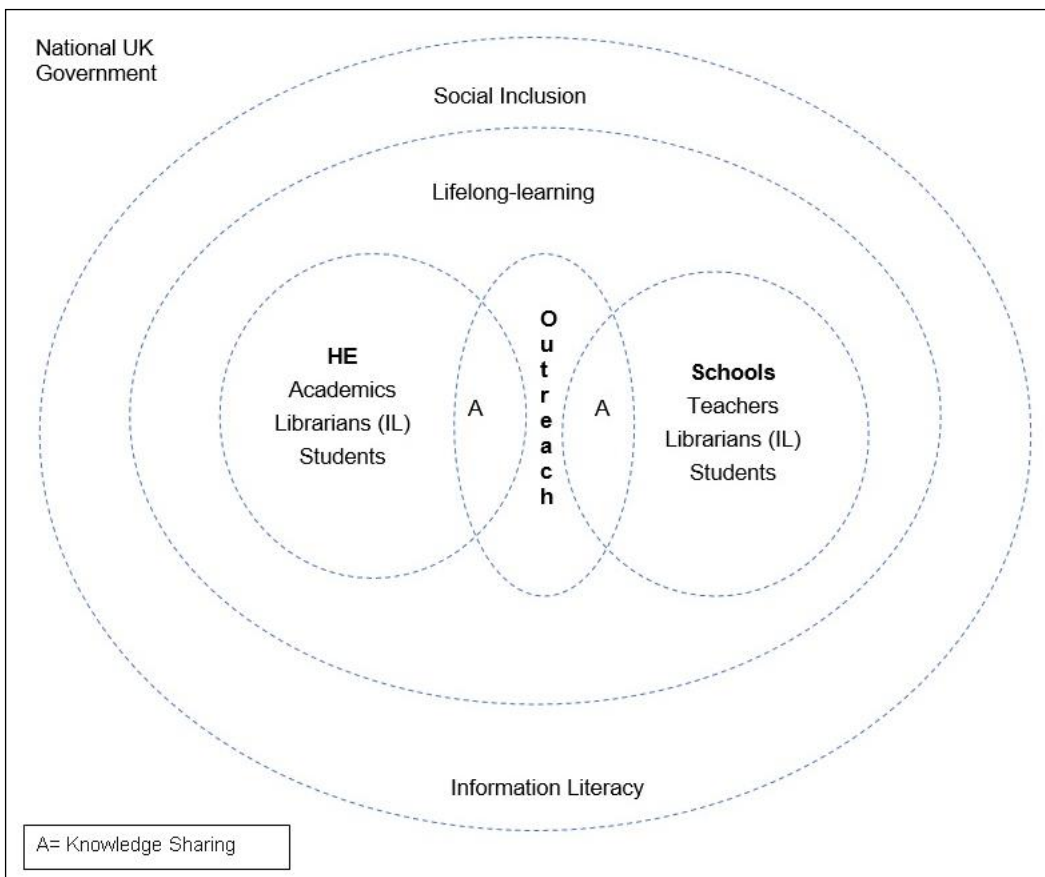 National UK
Government
Social Inclusion
Lifelong-learning
HE
Academics
Librarians (IL)
Students
A
Outreach
A
Schools
Teachers
Librarians (IL)
Students
Information Literacy
A= Knowledge Sharing